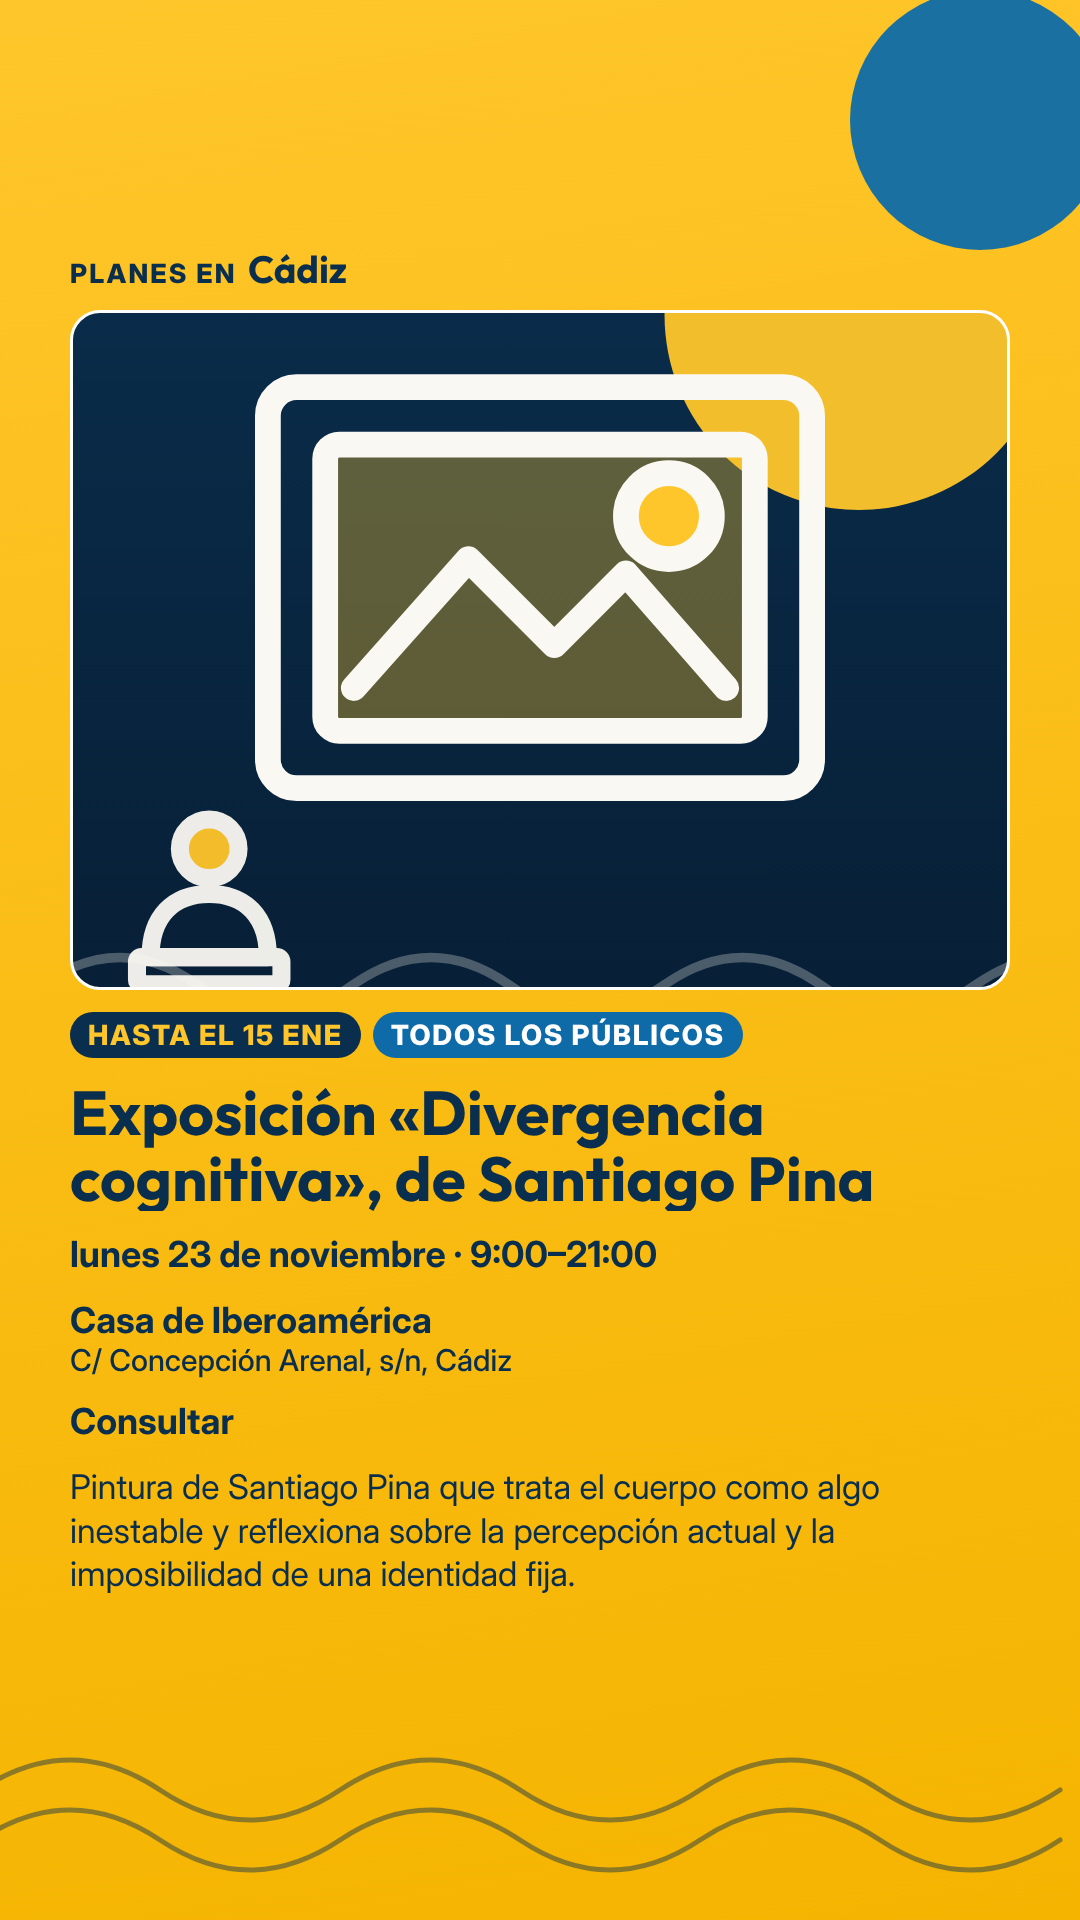 PLANES EN Cádiz
HASTA EL 15 ENE
TODOS LOS PÚBLICOS
Exposición «Divergencia
cognitiva», de Santiago Pina
lunes 23 de noviembre · 9:00–21:00
Casa de Iberoamérica
C/ Concepción Arenal, s/n, Cádiz
Consultar
Pintura de Santiago Pina que trata el cuerpo como algo
inestable y reflexiona sobre la percepción actual y la
imposibilidad de una identidad fija.